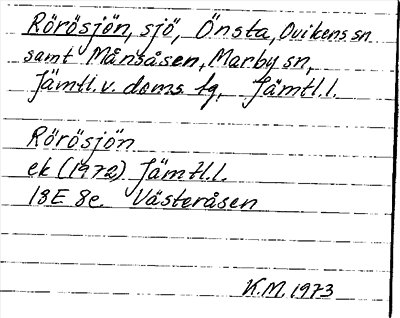 Rörösjön, sjö, Önsta, Ovikens sn
samt Månsåsen, Marby sn,
Jämtl.v. doms tg, Jämtl.l.
Rörösjön
ek (1972) Jämtl.l.
18E 8e. Västeråsen
K.M. 1973